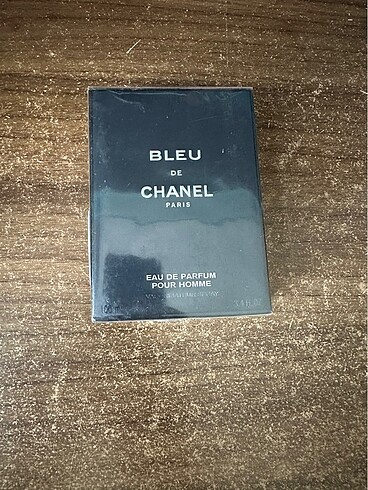 BLEU
DE
CHANEL
PARIS
EAU DE PARFUM
POUR HOMME